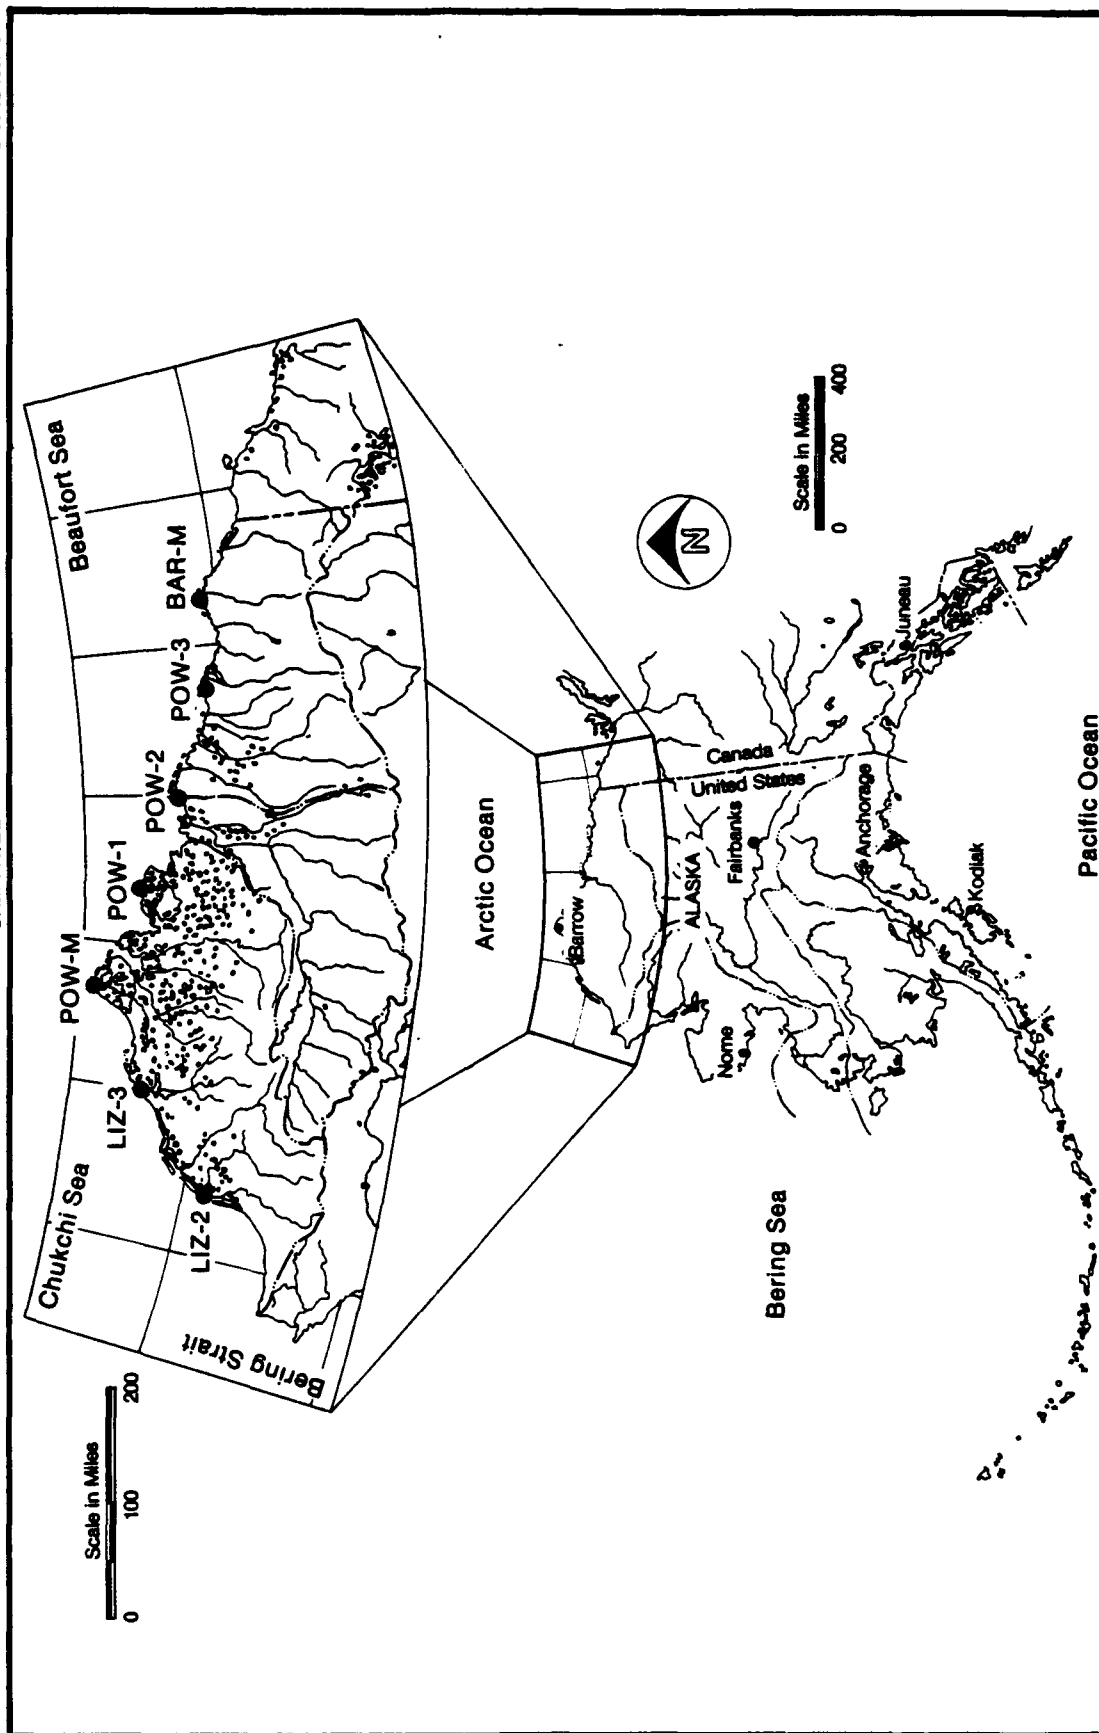 Scale in Miles
0 100 200
Chukchi Sea
Beaufort Sea
Bering Strait
LIZ-2
LIZ-3
POW-M
POW-1
POW-2
POW-3
BAR-M
Arctic Ocean
Barrow
N
ALASKA
Nome
Fairbanks
United States
Canada
Scale in Miles
0 200 400
Bering Sea
Anchorage
Juneau
Kodiak
Pacific Ocean